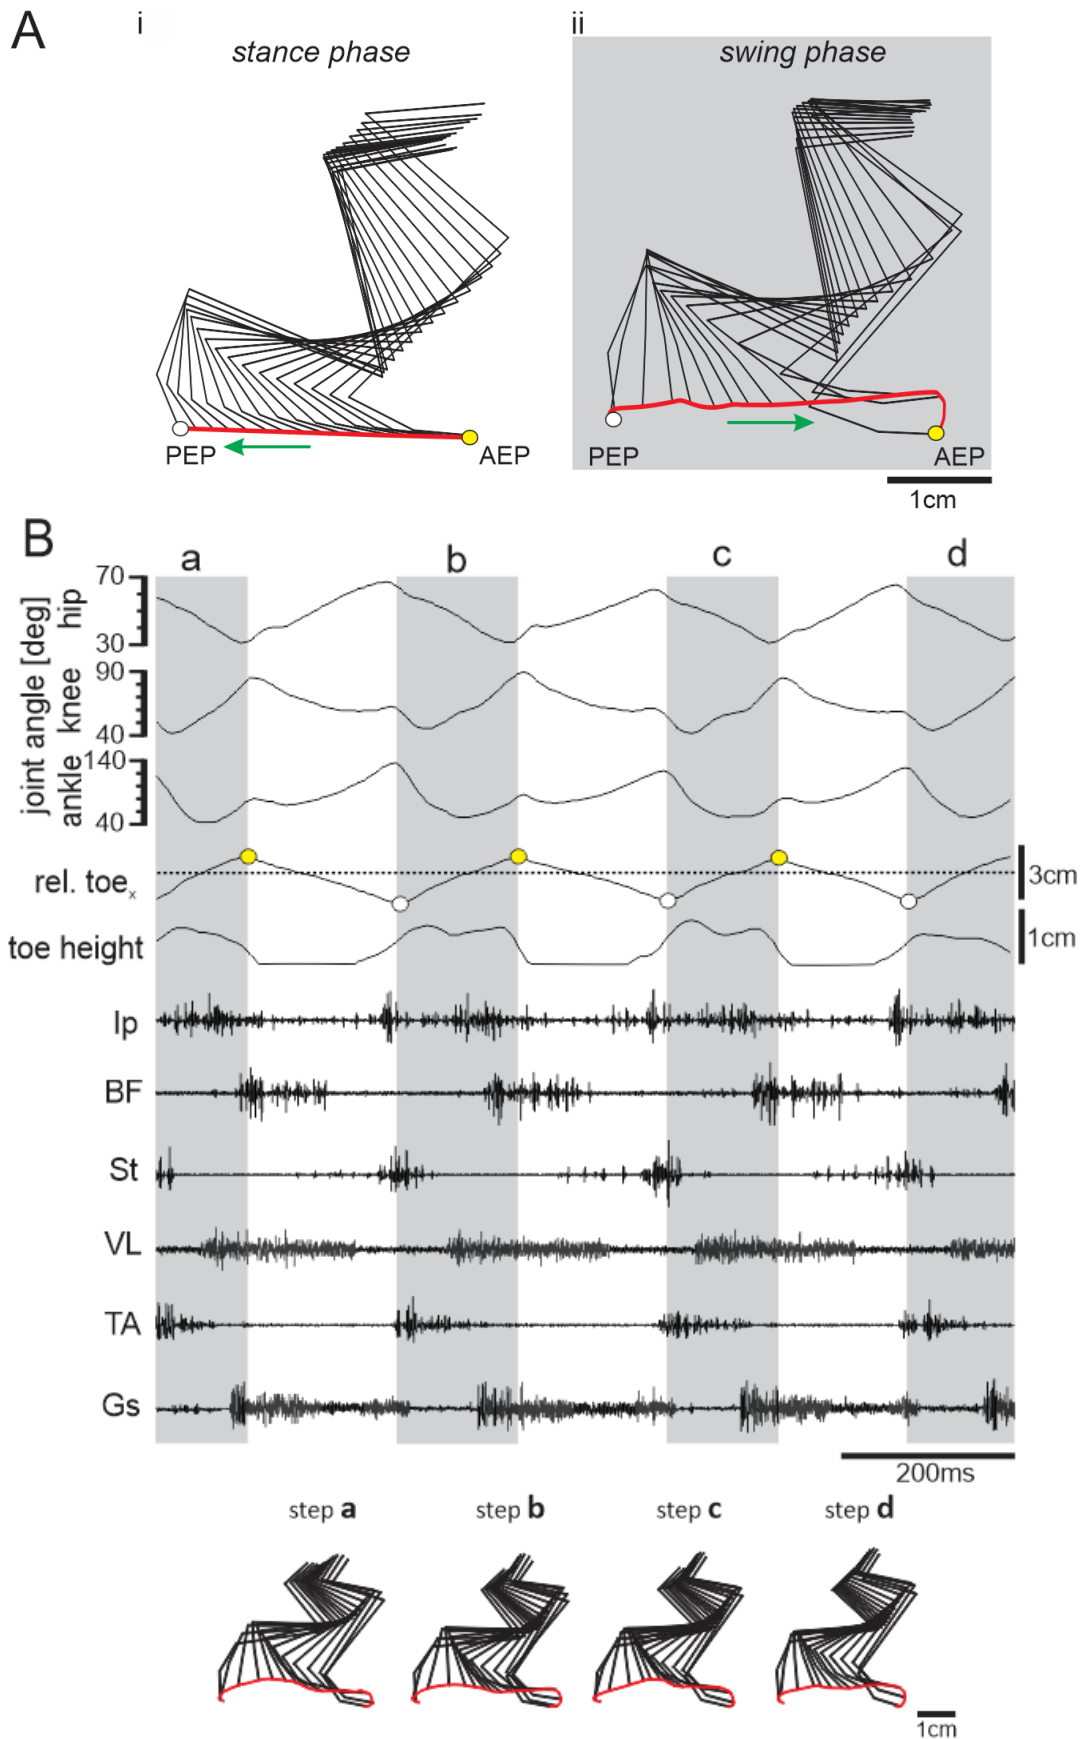 A
i
ii
stance phase
swing phase
PEP
AEP
PEP
AEP
1cm
B
a
b
c
d
joint angle [deg]
hip
70
30
knee
90
40
ankle
140
40
rel. toex
3cm
toe height
1cm
Ip
BF
St
VL
TA
Gs
200ms
step a
step b
step c
step d
1cm